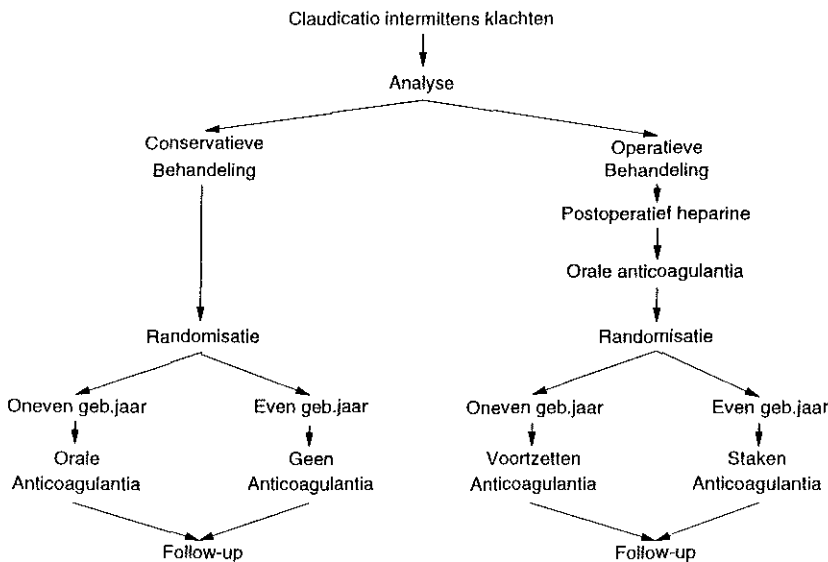 Claudicatio intermittens klachten
Analyse
Conservatieve
Behandeling
Operatieve
Behandeling
Postoperatief heparine
Orale anticoagulantia
Randomisatie
Randomisatie
Oneven geb.jaar
Even geb.jaar
Oneven geb.jaar
Even geb.jaar
Orale
Anticoagulantia
Geen
Anticoagulantia
Voortzetten
Anticoagulantia
Staken
Anticoagulantia
Follow-up
Follow-up